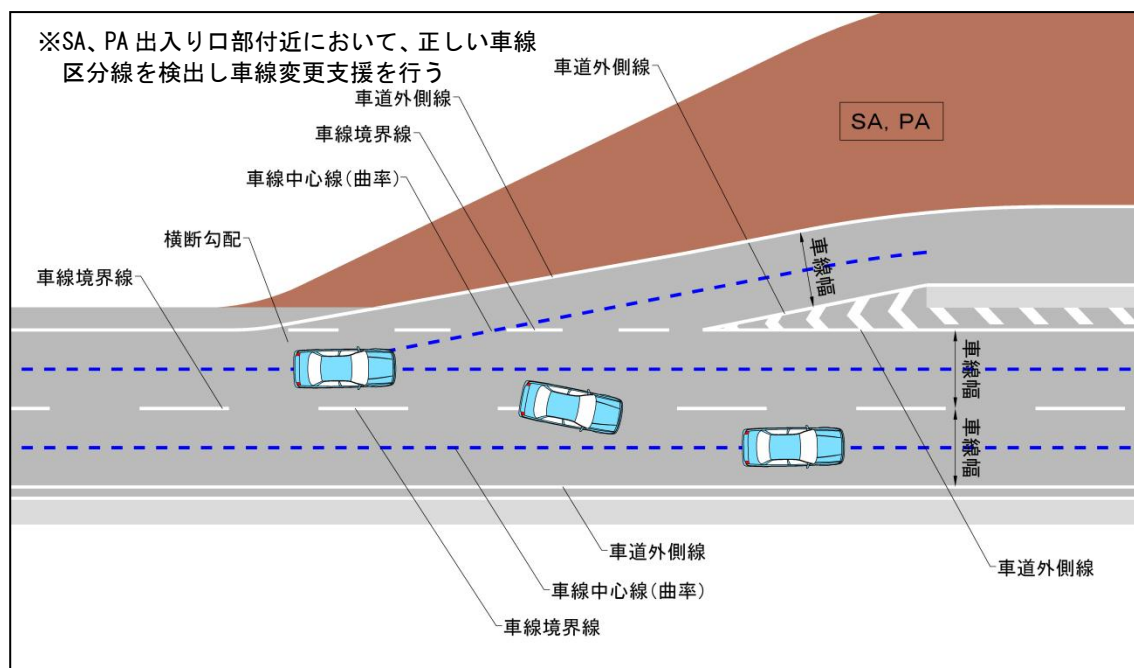 ※SA、PA 出入り口部付近において、正しい車線
区分線を検出し車線変更支援を行う
車道外側線
車道外側線
SA, PA
車線境界線
車線中心線(曲率)
横断勾配
車線境界線
車線幅
車線幅
車線幅
車道外側線
車道外側線
車線中心線(曲率)
車線境界線